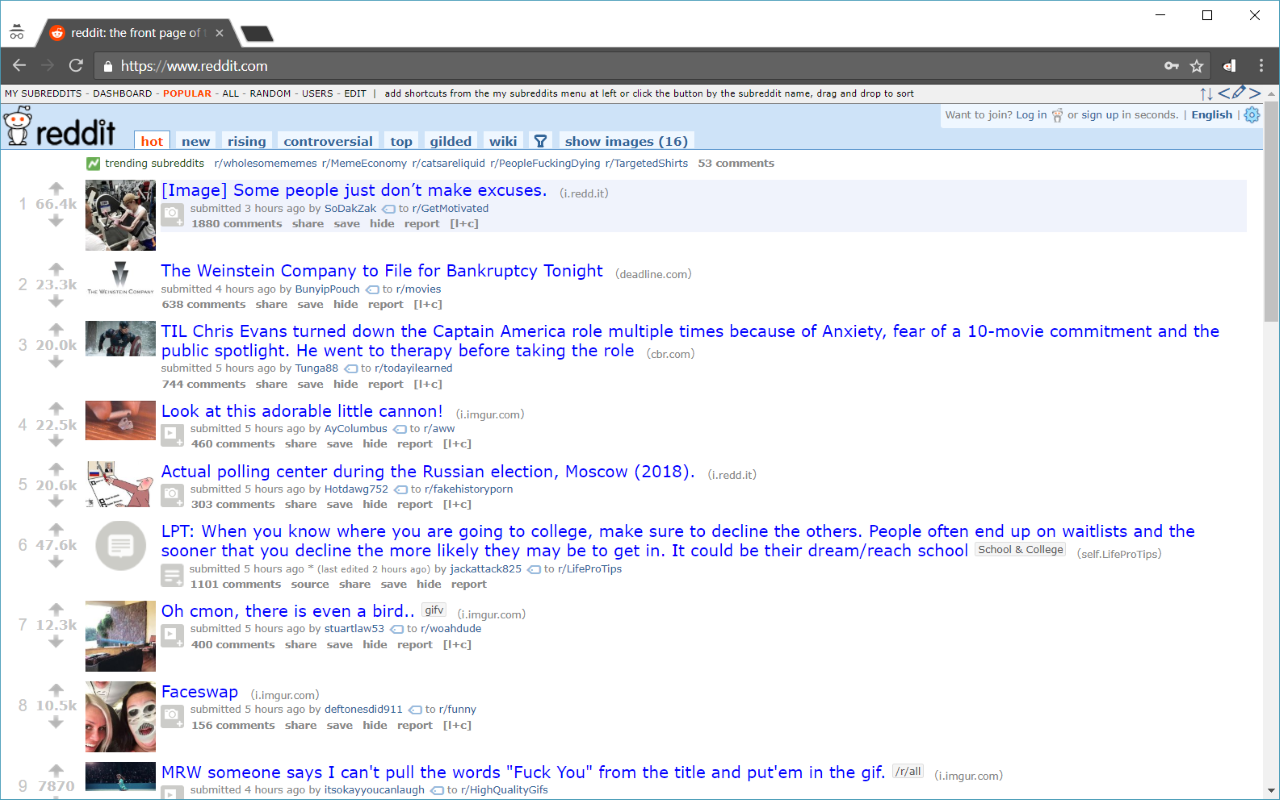 reddit: the front page of
https://www.reddit.com
MY SUBREDDITS - DASHBOARD - POPULAR - ALL - RANDOM - USERS - EDIT | add shortcuts from the my subreddits menu at left or click the button by the subreddit name, drag and drop to sort
Want to join? Log in or sign up in seconds. | English |
reddit hot new rising controversial top gilded wiki show images (16)
trending subreddits r/wholesomememes r/MemeEconomy r/catsareliquid r/PeopleFuckingDying r/TargetedShirts 53 comments
[Image] Some people just don’t make excuses. (i.redd.it)
1 66.4k
submitted 3 hours ago by SoDakZak to r/GetMotivated
1880 comments share save hide report [l+c]
The Weinstein Company to File for Bankruptcy Tonight (deadline.com)
2 23.3k
THE WEINSTEIN COMPANY
submitted 4 hours ago by BunyipPouch to r/movies
638 comments share save hide report [l+c]
TIL Chris Evans turned down the Captain America role multiple times because of Anxiety, fear of a 10-movie commitment and the
3 20.0k
public spotlight. He went to therapy before taking the role (cbr.com)
submitted 5 hours ago by Tunga88 to r/todayilearned
744 comments share save hide report [l+c]
Look at this adorable little cannon! (i.imgur.com)
4 22.5k
submitted 5 hours ago by AyColumbus to r/aww
460 comments share save hide report [l+c]
Actual polling center during the Russian election, Moscow (2018). (i.redd.it)
5 20.6k
submitted 5 hours ago by Hotdawg752 to r/fakehistoryporn
303 comments share save hide report [l+c]
LPT: When you know where you are going to college, make sure to decline the others. People often end up on waitlists and the
6 47.6k
sooner that you decline the more likely they may be to get in. It could be their dream/reach school School & College (self.LifeProTips)
submitted 5 hours ago * (last edited 2 hours ago) by jackattack825 to r/LifeProTips
1101 comments source share save hide report
Oh cmon, there is even a bird.. gifv (i.imgur.com)
7 12.3k
submitted 5 hours ago by stuartlaw53 to r/woahdude
400 comments share save hide report [l+c]
Faceswap (i.imgur.com)
8 10.5k
submitted 5 hours ago by deftonesdid911 to r/funny
156 comments share save hide report [l+c]
MRW someone says I can't pull the words "Fuck You" from the title and put'em in the gif. /r/all (i.imgur.com)
9 7870
submitted 4 hours ago by itsokayyoucanlaugh to r/HighQualityGifs